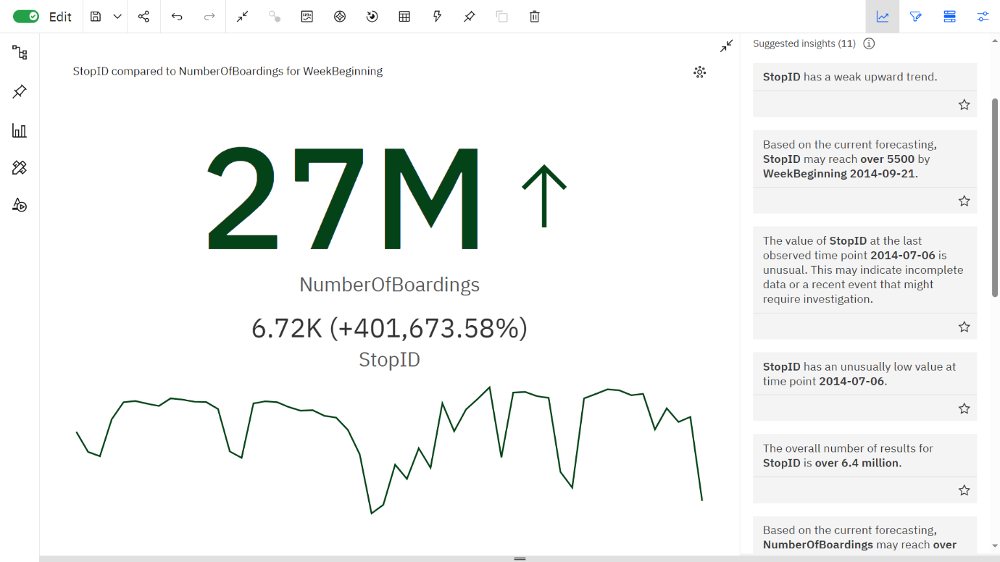 Edit
Suggested insights (11)
StopID compared to NumberOfBoardings for WeekBeginning
27M
NumberOfBoardings
6.72K (+401,673.58%)
StopID
StopID has a weak upward trend.
Based on the current forecasting,
StopID may reach over 5500 by
WeekBeginning 2014-09-21.
The value of StopID at the last
observed time point 2014-07-06 is
unusual. This may indicate incomplete
data or a recent event that might
require investigation.
StopID has an unusually low value at
time point 2014-07-06.
The overall number of results for
StopID is over 6.4 million.
Based on the current forecasting,
NumberOfBoardings may reach over